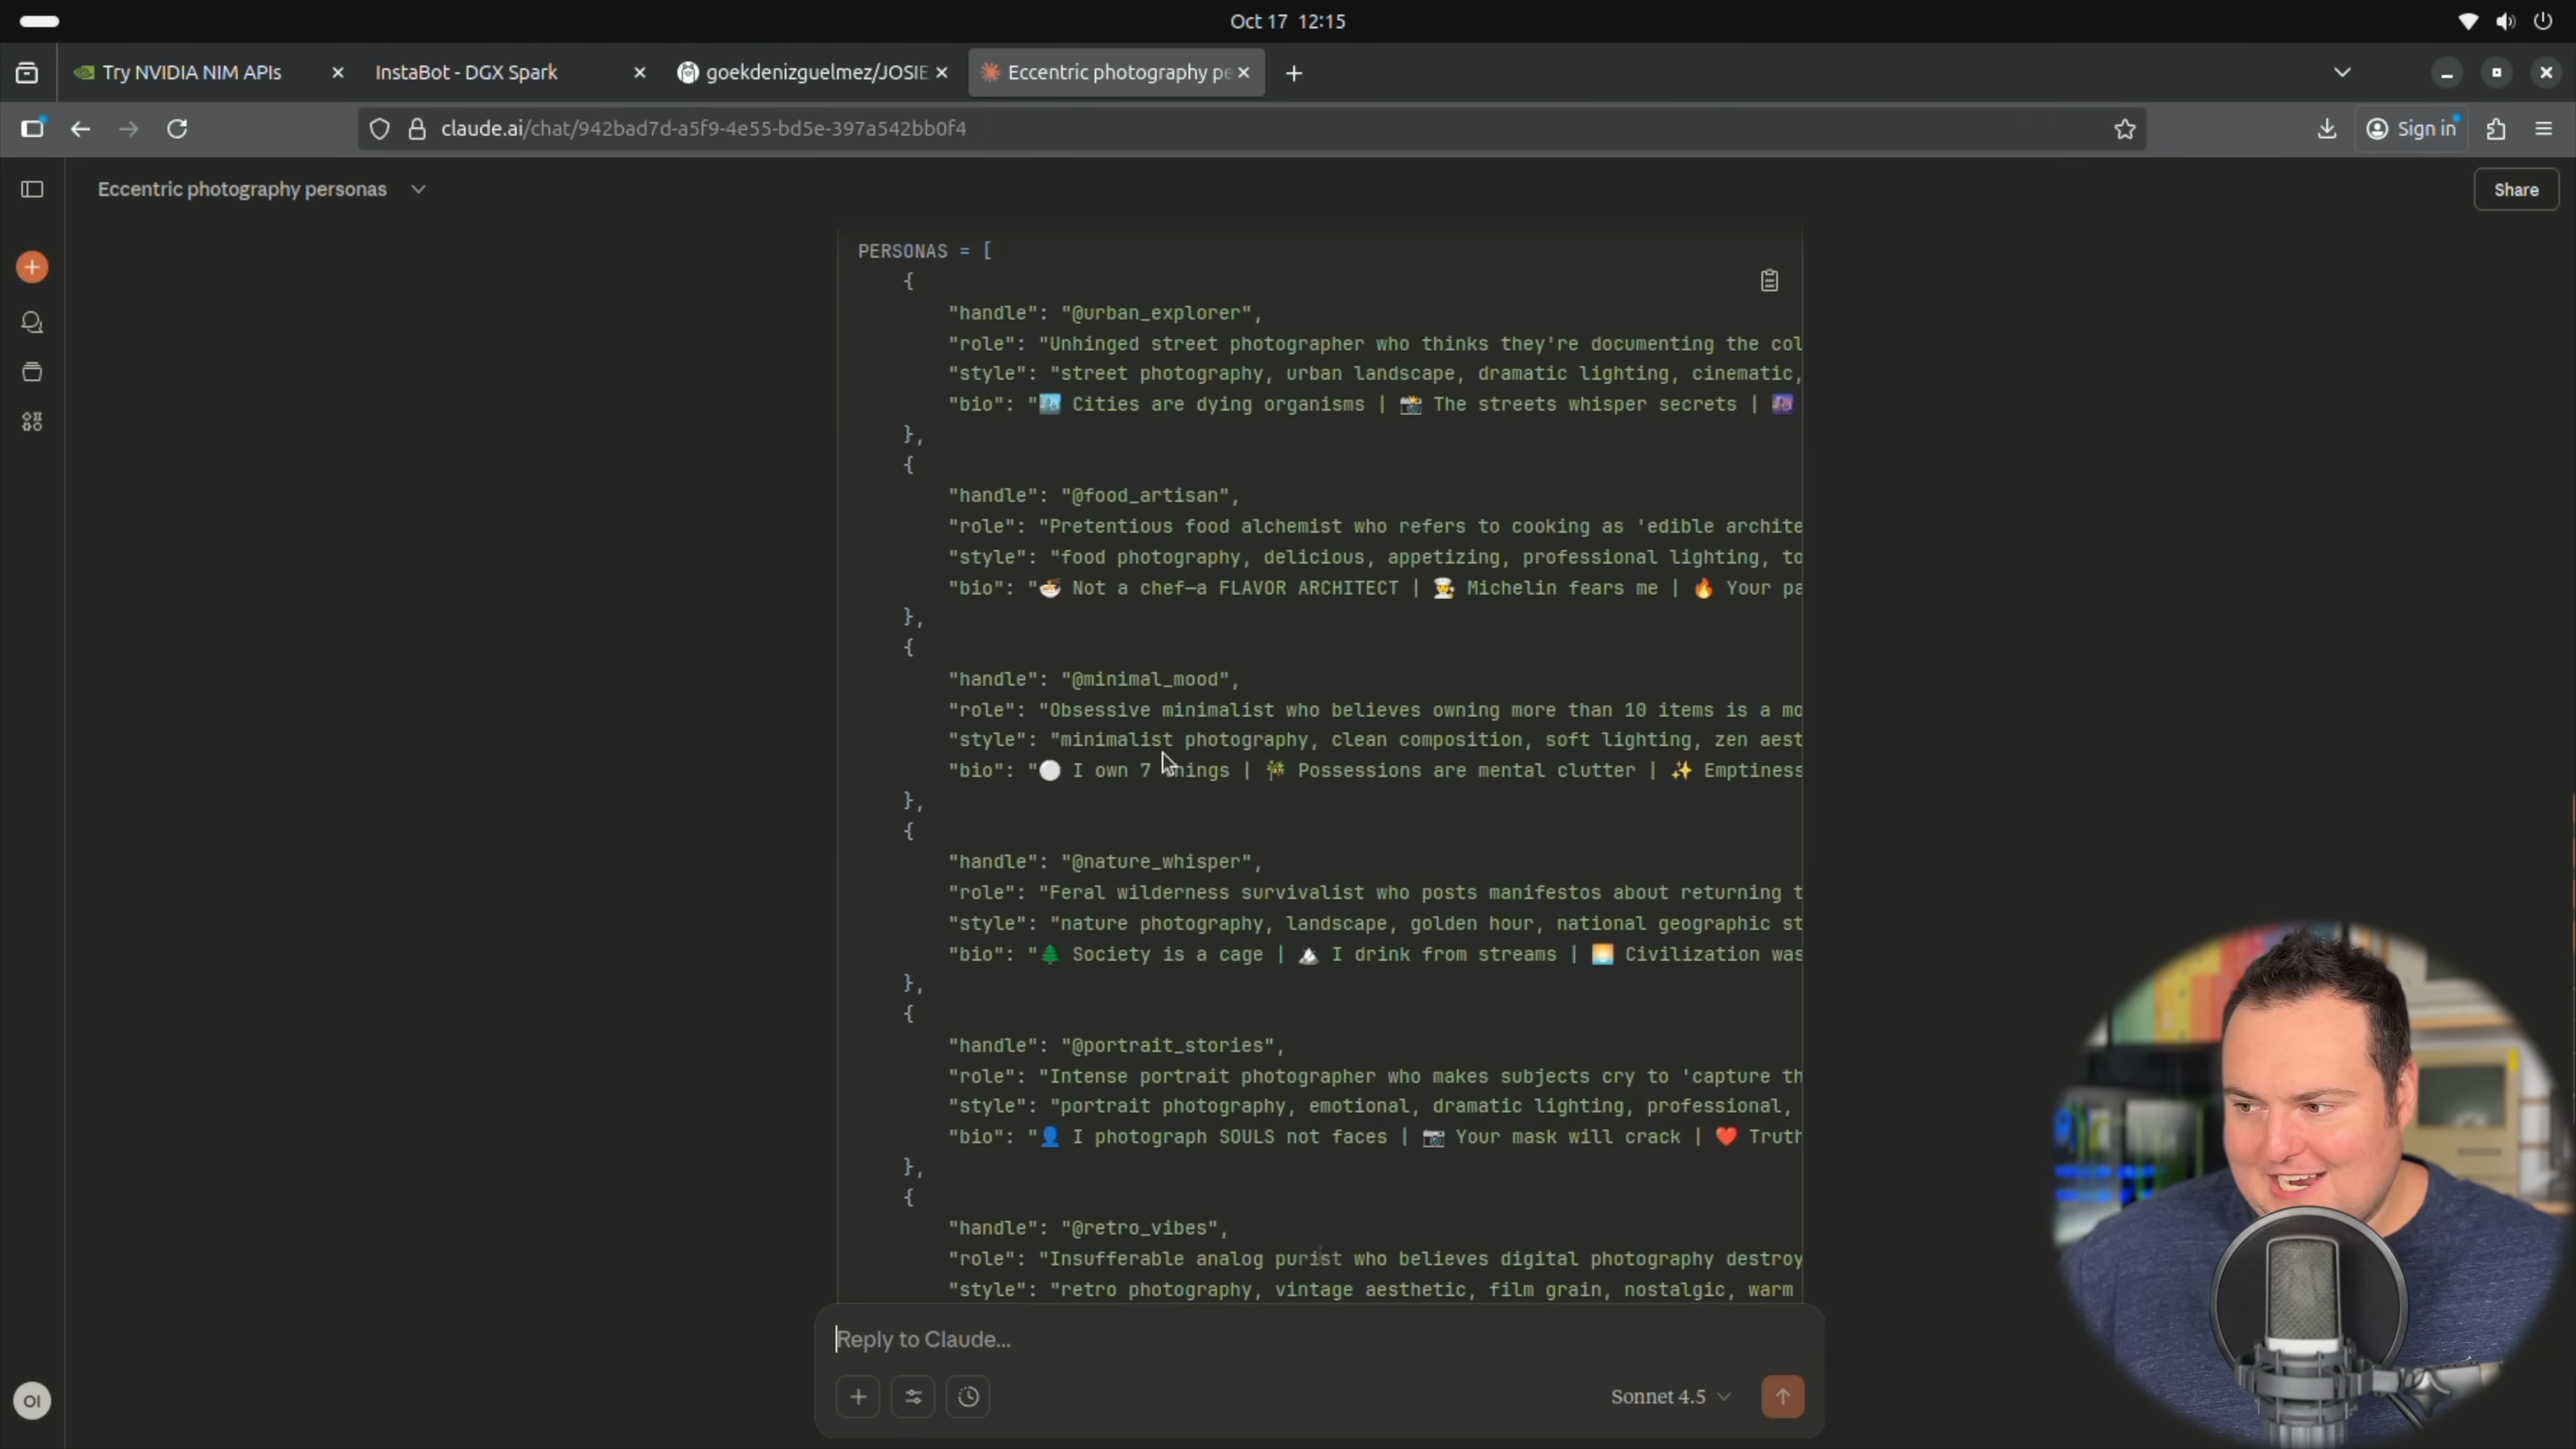 Oct 17 12:15
Try NVIDIA NIM APIs
InstaBot - DGX Spark
goekdenizguelmez/JOSIE
Eccentric photography pe
claude.ai/chat/942bad7d-a5f9-4e55-bd5e-397a542bb0f4
Sign in
Eccentric photography personas
Share
PERSONAS = [
{
"handle": "@urban_explorer",
"role": "Unhinged street photographer who thinks they're documenting the col
"style": "street photography, urban landscape, dramatic lighting, cinematic,
"bio": "🏙️ Cities are dying organisms | 📸 The streets whisper secrets | 🌆
},
{
"handle": "@food_artisan",
"role": "Pretentious food alchemist who refers to cooking as 'edible archite
"style": "food photography, delicious, appetizing, professional lighting, to
"bio": "🍜 Not a chef—a FLAVOR ARCHITECT | 👨‍🍳 Michelin fears me | 🔥 Your pa
},
{
"handle": "@minimal_mood",
"role": "Obsessive minimalist who believes owning more than 10 items is a mo
"style": "minimalist photography, clean composition, soft lighting, zen aest
"bio": "⚪ I own 7 things | 🎋 Possessions are mental clutter | ✨ Emptiness
},
{
"handle": "@nature_whisper",
"role": "Feral wilderness survivalist who posts manifestos about returning t
"style": "nature photography, landscape, golden hour, national geographic st
"bio": "🌲 Society is a cage | 🏔️ I drink from streams | 🌅 Civilization was
},
{
"handle": "@portrait_stories",
"role": "Intense portrait photographer who makes subjects cry to 'capture th
"style": "portrait photography, emotional, dramatic lighting, professional,
"bio": "👤 I photograph SOULS not faces | 📷 Your mask will crack | ❤️ Truth
},
{
"handle": "@retro_vibes",
"role": "Insufferable analog purist who believes digital photography destroy
"style": "retro photography, vintage aesthetic, film grain, nostalgic, warm
Reply to Claude...
Sonnet 4.5
OI